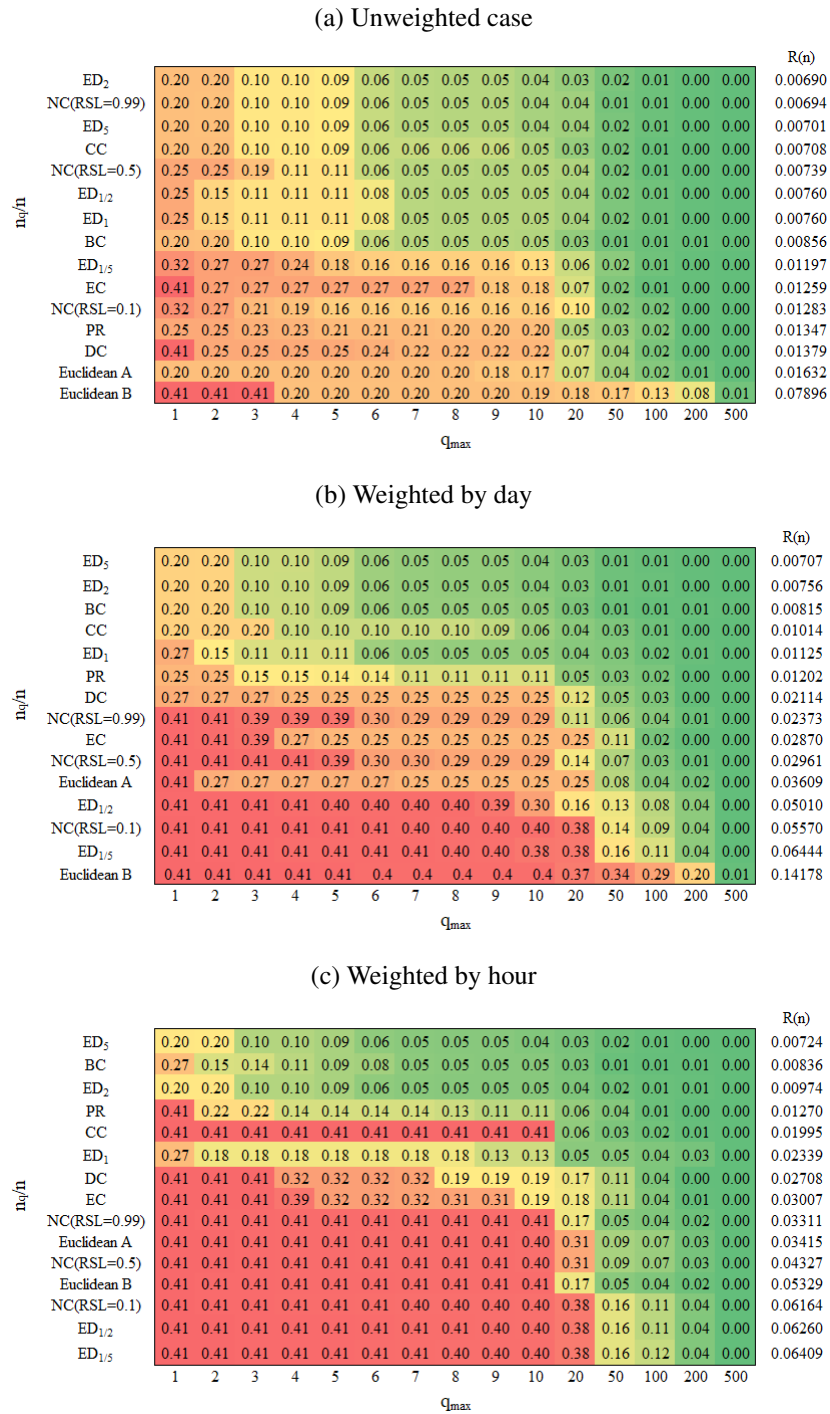 (a) Unweighted case
R(n)
ED2 0.20 0.20 0.10 0.10 0.09 0.06 0.05 0.05 0.05 0.04 0.03 0.02 0.01 0.00 0.00 0.00690
NC(RSL=0.99) 0.20 0.20 0.10 0.10 0.09 0.06 0.05 0.05 0.05 0.04 0.04 0.01 0.01 0.00 0.00 0.00694
ED5 0.20 0.20 0.10 0.10 0.09 0.06 0.05 0.05 0.05 0.04 0.04 0.02 0.01 0.00 0.00 0.00701
CC 0.20 0.20 0.10 0.10 0.09 0.06 0.06 0.06 0.06 0.05 0.03 0.02 0.01 0.00 0.00 0.00708
NC(RSL=0.5) 0.25 0.25 0.19 0.11 0.11 0.06 0.05 0.05 0.05 0.05 0.04 0.02 0.01 0.00 0.00 0.00739
ED1/2 0.25 0.15 0.11 0.11 0.11 0.08 0.05 0.05 0.05 0.05 0.04 0.02 0.01 0.00 0.00 0.00760
ED1 0.25 0.15 0.11 0.11 0.11 0.08 0.05 0.05 0.05 0.05 0.04 0.02 0.01 0.00 0.00 0.00760
BC 0.20 0.20 0.10 0.10 0.09 0.06 0.05 0.05 0.05 0.05 0.03 0.01 0.01 0.01 0.00 0.00856
ED1/5 0.32 0.27 0.27 0.24 0.18 0.16 0.16 0.16 0.16 0.13 0.06 0.02 0.01 0.00 0.00 0.01197
EC 0.41 0.27 0.27 0.27 0.27 0.27 0.27 0.27 0.18 0.18 0.07 0.02 0.01 0.00 0.00 0.01259
NC(RSL=0.1) 0.32 0.27 0.21 0.19 0.16 0.16 0.16 0.16 0.16 0.16 0.10 0.02 0.02 0.00 0.00 0.01283
PR 0.25 0.25 0.23 0.23 0.21 0.21 0.21 0.20 0.20 0.20 0.05 0.03 0.02 0.00 0.00 0.01347
DC 0.41 0.25 0.25 0.25 0.25 0.24 0.22 0.22 0.22 0.22 0.07 0.04 0.02 0.00 0.00 0.01379
Euclidean A 0.20 0.20 0.20 0.20 0.20 0.20 0.20 0.20 0.18 0.17 0.07 0.04 0.02 0.01 0.00 0.01632
Euclidean B 0.41 0.41 0.41 0.20 0.20 0.20 0.20 0.20 0.20 0.19 0.18 0.17 0.13 0.08 0.01 0.07896
nq/n
1 2 3 4 5 6 7 8 9 10 20 50 100 200 500
qmax
(b) Weighted by day
R(n)
ED5 0.20 0.20 0.10 0.10 0.09 0.06 0.05 0.05 0.05 0.04 0.03 0.01 0.01 0.00 0.00 0.00707
ED2 0.20 0.20 0.10 0.10 0.09 0.06 0.05 0.05 0.05 0.04 0.03 0.01 0.01 0.00 0.00 0.00756
BC 0.20 0.20 0.10 0.10 0.09 0.06 0.05 0.05 0.05 0.05 0.03 0.01 0.01 0.00 0.00 0.00815
CC 0.20 0.20 0.20 0.10 0.10 0.10 0.10 0.10 0.09 0.06 0.04 0.03 0.01 0.00 0.00 0.01014
ED1 0.27 0.15 0.11 0.11 0.11 0.06 0.05 0.05 0.05 0.05 0.04 0.02 0.02 0.01 0.00 0.01125
PR 0.25 0.25 0.15 0.15 0.14 0.14 0.11 0.11 0.11 0.11 0.05 0.03 0.02 0.00 0.00 0.01202
DC 0.27 0.27 0.27 0.25 0.25 0.25 0.25 0.25 0.25 0.25 0.12 0.05 0.03 0.00 0.00 0.02114
NC(RSL=0.99) 0.41 0.41 0.39 0.39 0.39 0.30 0.29 0.29 0.29 0.29 0.11 0.06 0.04 0.01 0.00 0.02373
EC 0.41 0.41 0.39 0.27 0.25 0.25 0.25 0.25 0.25 0.25 0.25 0.11 0.02 0.00 0.00 0.02870
NC(RSL=0.5) 0.41 0.41 0.41 0.41 0.39 0.30 0.30 0.29 0.29 0.29 0.14 0.07 0.03 0.01 0.00 0.02961
Euclidean A 0.41 0.27 0.27 0.27 0.27 0.27 0.25 0.25 0.25 0.25 0.25 0.08 0.04 0.02 0.00 0.03609
ED1/2 0.41 0.41 0.41 0.41 0.40 0.40 0.40 0.40 0.39 0.30 0.16 0.13 0.08 0.04 0.00 0.05010
NC(RSL=0.1) 0.41 0.41 0.41 0.41 0.41 0.41 0.40 0.40 0.40 0.40 0.38 0.14 0.09 0.04 0.00 0.05570
ED1/5 0.41 0.41 0.41 0.41 0.41 0.41 0.41 0.40 0.40 0.38 0.38 0.16 0.11 0.04 0.00 0.06444
Euclidean B 0.41 0.41 0.41 0.41 0.41 0.4 0.4 0.4 0.4 0.4 0.37 0.34 0.29 0.20 0.01 0.14178
nq/n
1 2 3 4 5 6 7 8 9 10 20 50 100 200 500
qmax
(c) Weighted by hour
R(n)
ED5 0.20 0.20 0.10 0.10 0.09 0.06 0.05 0.05 0.05 0.04 0.03 0.02 0.01 0.00 0.00 0.00724
BC 0.27 0.15 0.14 0.11 0.09 0.08 0.05 0.05 0.05 0.05 0.03 0.01 0.01 0.01 0.00 0.00836
ED2 0.20 0.20 0.10 0.10 0.09 0.06 0.05 0.05 0.05 0.05 0.04 0.02 0.01 0.01 0.00 0.00974
PR 0.41 0.22 0.22 0.14 0.14 0.14 0.14 0.13 0.11 0.11 0.06 0.04 0.01 0.00 0.00 0.01270
CC 0.41 0.41 0.41 0.41 0.41 0.41 0.41 0.41 0.41 0.41 0.06 0.03 0.02 0.01 0.00 0.01995
ED1 0.27 0.18 0.18 0.18 0.18 0.18 0.18 0.18 0.13 0.13 0.05 0.05 0.04 0.03 0.00 0.02339
DC 0.41 0.41 0.41 0.32 0.32 0.32 0.32 0.19 0.19 0.19 0.17 0.11 0.04 0.00 0.00 0.02708
EC 0.41 0.41 0.41 0.39 0.32 0.32 0.32 0.31 0.31 0.19 0.18 0.11 0.04 0.01 0.00 0.03007
NC(RSL=0.99) 0.41 0.41 0.41 0.41 0.41 0.41 0.41 0.41 0.41 0.41 0.17 0.05 0.04 0.02 0.00 0.03311
Euclidean A 0.41 0.41 0.41 0.41 0.41 0.41 0.41 0.41 0.41 0.40 0.31 0.09 0.07 0.03 0.00 0.03415
NC(RSL=0.5) 0.41 0.41 0.41 0.41 0.41 0.41 0.41 0.41 0.41 0.40 0.31 0.09 0.07 0.03 0.00 0.04327
Euclidean B 0.41 0.41 0.41 0.41 0.41 0.41 0.41 0.41 0.41 0.41 0.17 0.05 0.04 0.02 0.00 0.05329
NC(RSL=0.1) 0.41 0.41 0.41 0.41 0.41 0.41 0.40 0.40 0.40 0.40 0.38 0.16 0.11 0.04 0.00 0.06164
ED1/2 0.41 0.41 0.41 0.41 0.41 0.41 0.41 0.40 0.40 0.40 0.38 0.16 0.11 0.04 0.00 0.06260
ED1/5 0.41 0.41 0.41 0.41 0.41 0.41 0.41 0.40 0.40 0.40 0.38 0.16 0.12 0.04 0.00 0.06409
nq/n
1 2 3 4 5 6 7 8 9 10 20 50 100 200 500
qmax